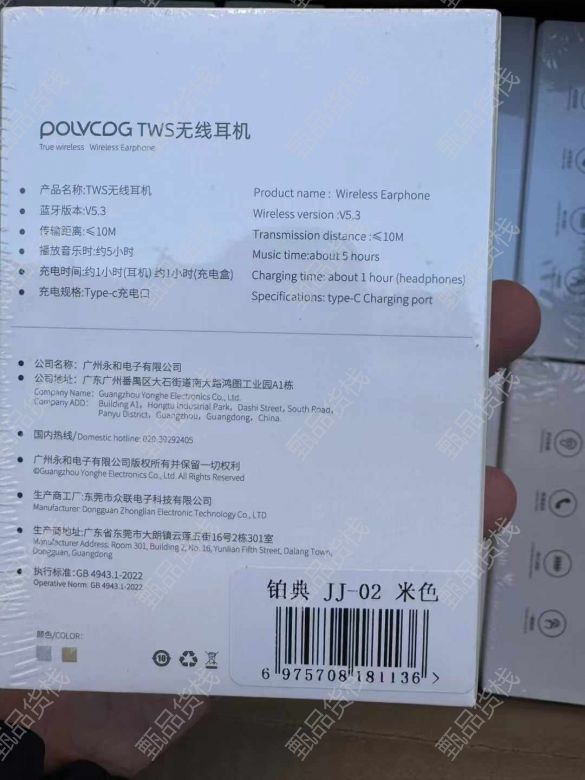 POLVCDG TWS无线耳机
True wireless Wireless Earphone
产品名称:TWS无线耳机
蓝牙版本:V5.3
传输距离:≤10M
播放音乐时:约5小时
充电时间:约1小时(耳机) 约1小时(充电盒)
充电规格:Type-c充电口
Product name: Wireless Earphone
Wireless version :V5.3
Transmission distance :≤10M
Music time:about 5 hours
Charging time: about 1 hour (headphones)
Specifications: type-C Charging port
公司名称：广州永和电子有限公司
公司地址：广东广州番禺区大石街道南大路鸿图工业园A1栋
Company Name: Guangzhou Yonghe Electronics Co., Ltd.
Company ADD: Building A1, Hongtu Industrial Park, Dashi Street, South Road,
Panyu District, Guangzhou, Guangdong, China
国内热线/Domestic hotline: 020-39292405
广州永和电子有限公司版权所有并保留一切权利
©Guangzhou Yonghe Electronics Co., Ltd. All Rights Reserved
生产商工厂:东莞市众联电子科技有限公司
Manufacturer: Dongguan Zhonglian Electronic Technology Co., LTD
生产商地址:广东省东莞市大朗镇云莲五街16号2栋301室
Manufacturer Address: Room 301, Building 2, No. 16, Yunlian Fifth Street, Dalang Town,
Dongguan, Guangdong
执行标准:GB 4943.1-2022
Operative Norm: GB 4943.1-2022
颜色/COLOR:
10
铂典 JJ-02 米色
6 975708 181136 >
甄品货栈